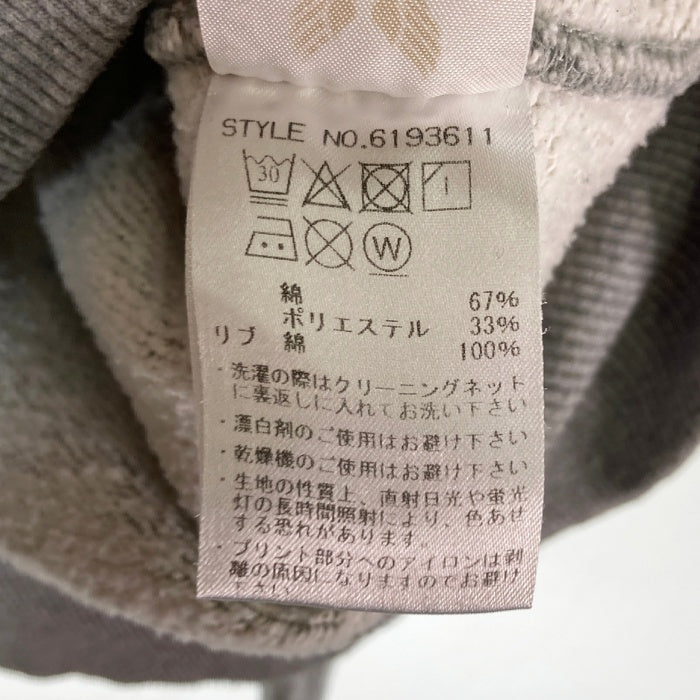 STYLE NO.6193611
30
W
綿 67%
ポリエステル 33%
リブ 綿 100%
・洗濯の際はクリーニングネット
に裏返しに入れてお洗い下さい
・漂白剤のご使用はお避け下さい
・乾燥機のご使用はお避け下さい
・生地の性質上、直射日光や蛍光
灯の長時間照射により、色あせ
する恐れがあります。
・プリント部分へのアイロンは剥
離の原因になりますのでお避け
下さい